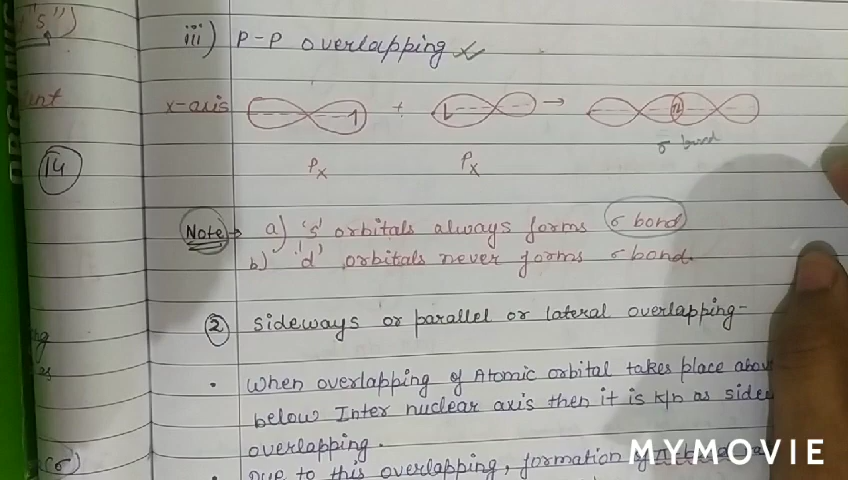 's")
iii) P-P overlapping
x-axis + →
σ bond
Px Px
14
Note → a) 's' orbitals always forms σ bond
b) 'd' orbitals never forms σ bond.
② sideways or parallel or lateral overlapping-
• When overlapping of Atomic orbital takes place
below Inter nuclear axis then it is k/n as
overlapping.
(σ)
• Due to this overlapping, formation of
MYMOVIE